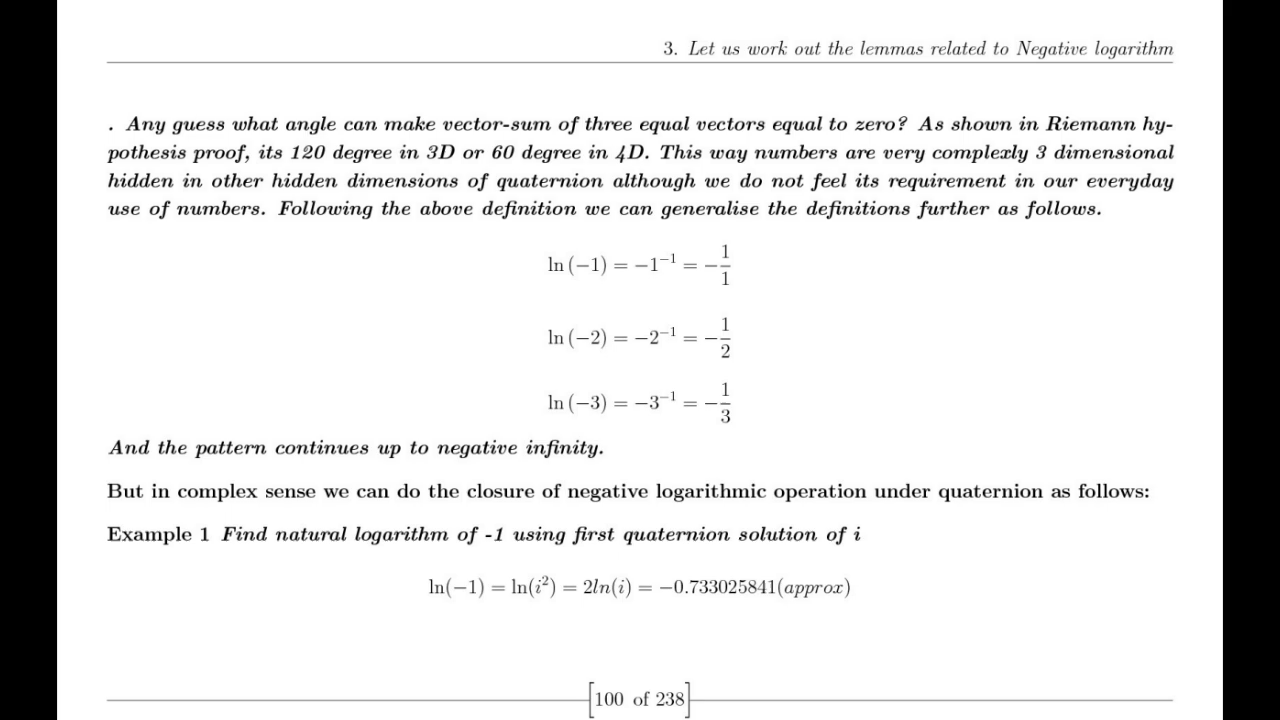 3. Let us work out the lemmas related to Negative logarithm
. Any guess what angle can make vector-sum of three equal vectors equal to zero? As shown in Riemann hy-
pothesis proof, its 120 degree in 3D or 60 degree in 4D. This way numbers are very complexly 3 dimensional
hidden in other hidden dimensions of quaternion although we do not feel its requirement in our everyday
use of numbers. Following the above definition we can generalise the definitions further as follows.
ln (−1) = −1⁻¹ = −1/1
ln (−2) = −2⁻¹ = −1/2
ln (−3) = −3⁻¹ = −1/3
And the pattern continues up to negative infinity.
But in complex sense we can do the closure of negative logarithmic operation under quaternion as follows:
Example 1 Find natural logarithm of -1 using first quaternion solution of i
ln(−1) = ln(i²) = 2ln(i) = −0.733025841(approx)
[100 of 238]